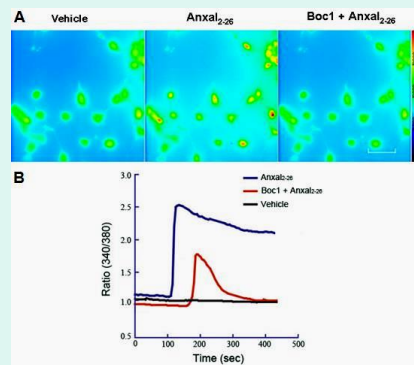 A
Vehicle
Anxa1₂₋₂₆
Boc1 + Anxa1₂₋₂₆
B
Anxa1₂₋₂₆
Boc1 + Anxa1₂₋₂₆
Vehicle
Ratio (340/380)
3.0
2.5
2.0
1.5
1.0
0.5
0
100
200
300
400
500
Time (sec)